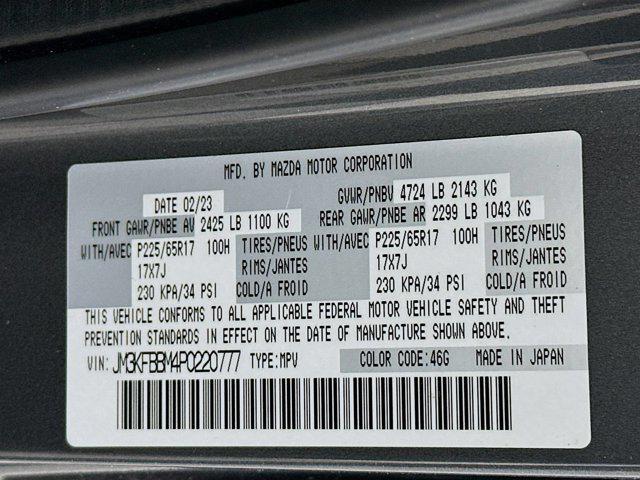 MFD. BY MAZDA MOTOR CORPORATION
DATE 02/23 GVWR/PNBV 4724 LB 2143 KG
FRONT GAWR/PNBE AV 2425 LB 1100 KG REAR GAWR/PNBE AR 2299 LB 1043 KG
WITH/AVEC P225/65R17 100H TIRES/PNEUS WITH/AVEC P225/65R17 100H TIRES/PNEUS
17X7J RIMS/JANTES 17X7J RIMS/JANTES
230 KPA/34 PSI COLD/A FROID 230 KPA/34 PSI COLD/A FROID
THIS VEHICLE CONFORMS TO ALL APPLICABLE FEDERAL MOTOR VEHICLE SAFETY AND THEFT
PREVENTION STANDARDS IN EFFECT ON THE DATE OF MANUFACTURE SHOWN ABOVE.
VIN: JM3KFBBM4P0220777 TYPE:MPV COLOR CODE:46G MADE IN JAPAN